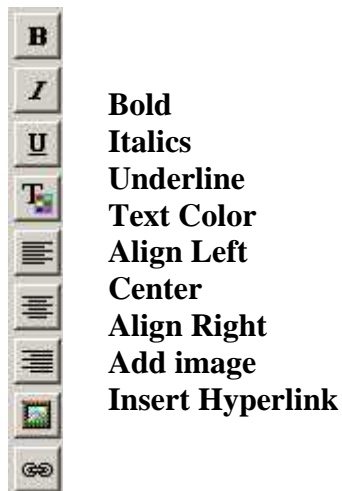 B
I
U
T
Bold
Italics
Underline
Text Color
Align Left
Center
Align Right
Add image
Insert Hyperlink